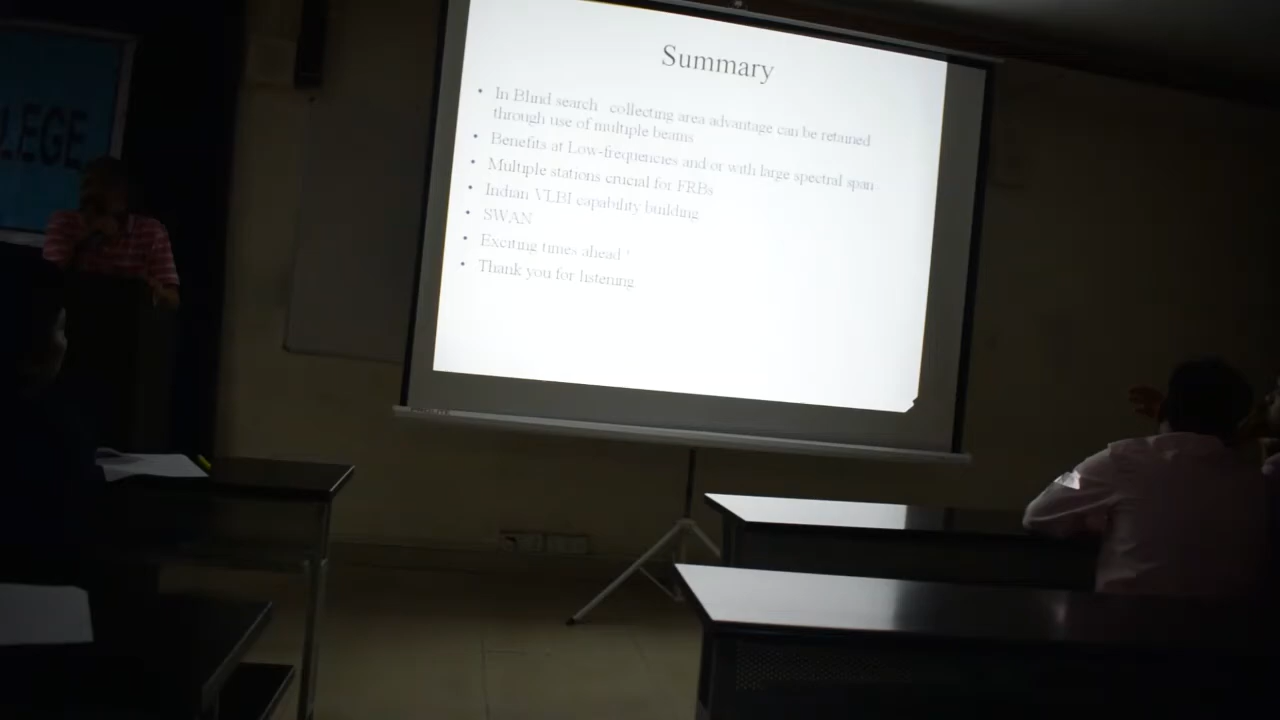 LEGE
Summary
• In Blind search collecting area advantage can be retained
through use of multiple beams
• Benefits at Low-frequencies and/or with large spectral span
• Multiple stations crucial for FRBs
• Indian VLBI capability building
• SWAN
• Exciting times ahead
• Thank you for listening